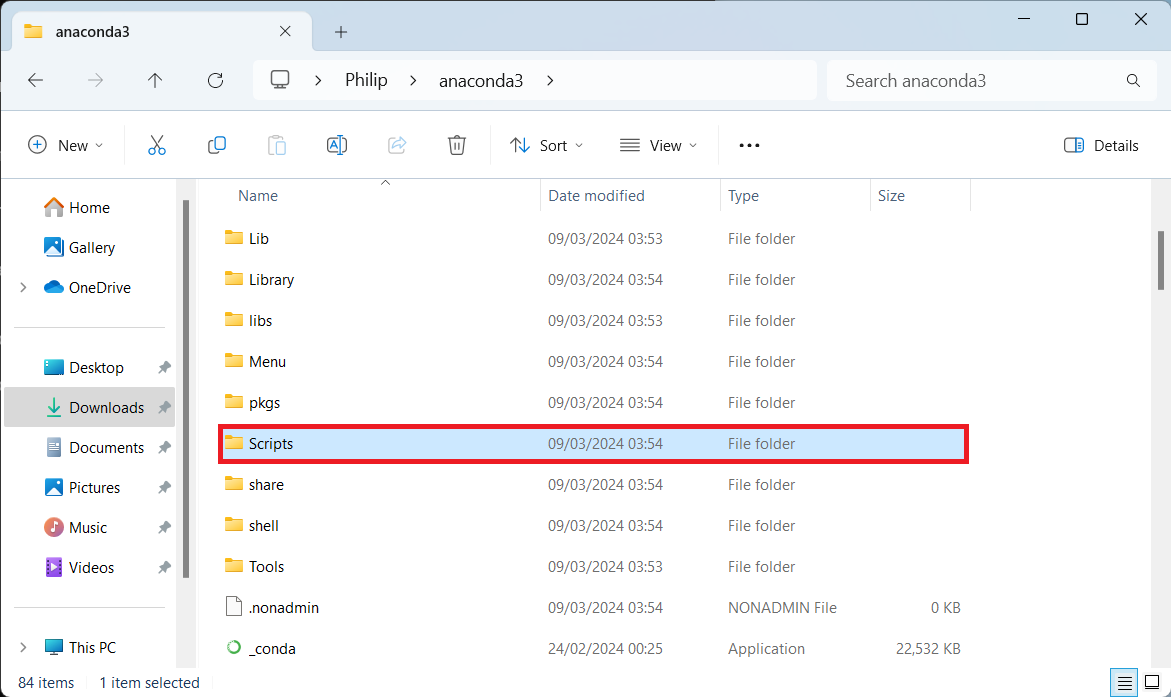 anaconda3
Philip anaconda3 Search anaconda3
New Sort View Details
Name Date modified Type Size
Home
Gallery
OneDrive
Desktop
Downloads
Documents
Pictures
Music
Videos
This PC
Lib 09/03/2024 03:53 File folder
Library 09/03/2024 03:54 File folder
libs 09/03/2024 03:53 File folder
Menu 09/03/2024 03:54 File folder
pkgs 09/03/2024 03:54 File folder
Scripts 09/03/2024 03:54 File folder
share 09/03/2024 03:54 File folder
shell 09/03/2024 03:54 File folder
Tools 09/03/2024 03:53 File folder
.nonadmin 09/03/2024 03:54 NONADMIN File 0 KB
_conda 24/02/2024 00:25 Application 22,532 KB
84 items 1 item selected